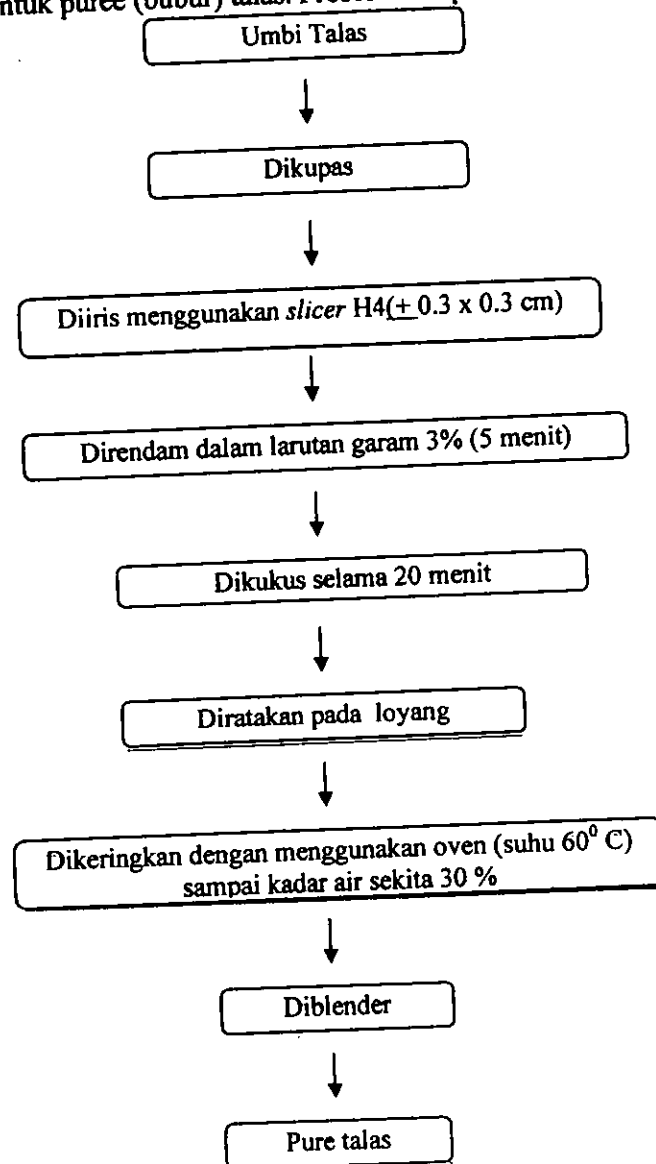 ntuk puree (bubur) talas.
Umbi Talas
Dikupas
Diiris menggunakan slicer H4(± 0.3 x 0.3 cm)
Direndam dalam larutan garam 3% (5 menit)
Dikukus selama 20 menit
Diratakan pada loyang
Dikeringkan dengan menggunakan oven (suhu 60⁰ C)
sampai kadar air sekita 30 %
Diblender
Pure talas